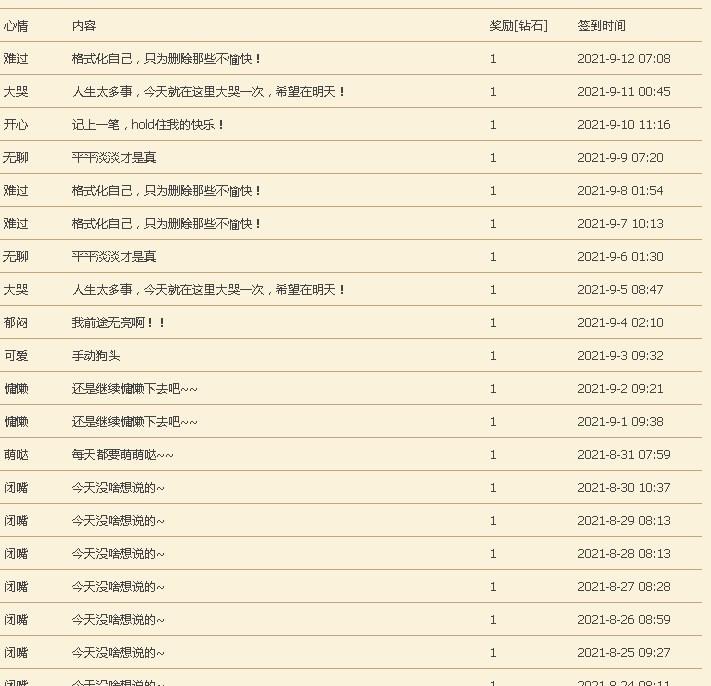 心情 内容 奖励[钻石] 签到时间
难过 格式化自己，只为删除那些不愉快！ 1 2021-9-12 07:08
大哭 人生太多事，今天就在这里大哭一次，希望在明天！ 1 2021-9-11 00:45
开心 记上一笔，hold住我的快乐！ 1 2021-9-10 11:16
无聊 平平淡淡才是真 1 2021-9-9 07:20
难过 格式化自己，只为删除那些不愉快！ 1 2021-9-8 01:54
难过 格式化自己，只为删除那些不愉快！ 1 2021-9-7 10:13
无聊 平平淡淡才是真 1 2021-9-6 01:30
大哭 人生太多事，今天就在这里大哭一次，希望在明天！ 1 2021-9-5 08:47
郁闷 我前途无亮啊！！ 1 2021-9-4 02:10
可爱 手动狗头 1 2021-9-3 09:32
慵懒 还是继续慵懒下去吧~~ 1 2021-9-2 09:21
慵懒 还是继续慵懒下去吧~~ 1 2021-9-1 09:38
萌哒 每天都要萌萌哒~~ 1 2021-8-31 07:59
闭嘴 今天没啥想说的~ 1 2021-8-30 10:37
闭嘴 今天没啥想说的~ 1 2021-8-29 08:13
闭嘴 今天没啥想说的~ 1 2021-8-28 08:13
闭嘴 今天没啥想说的~ 1 2021-8-27 08:28
闭嘴 今天没啥想说的~ 1 2021-8-26 08:59
闭嘴 今天没啥想说的~ 1 2021-8-25 09:27
闭嘴 今天没啥想说的~ 1 2021-8-24 08:11